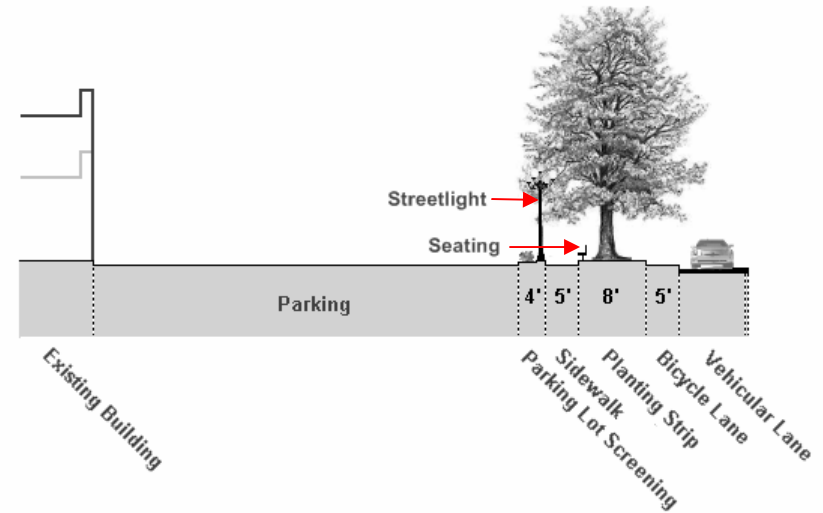 Streetlight
Seating
Parking
4'
5'
8'
5'
Existing Building
Parking Lot Screening
Sidewalk
Planting Strip
Bicycle Lane
Vehicular Lane